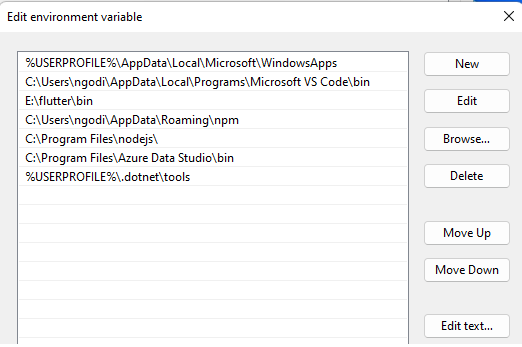 Edit environment variable
%USERPROFILE%\AppData\Local\Microsoft\WindowsApps
C:\Users\ngodi\AppData\Local\Programs\Microsoft VS Code\bin
E:\flutter\bin
C:\Users\ngodi\AppData\Roaming\npm
C:\Program Files\nodejs\
C:\Program Files\Azure Data Studio\bin
%USERPROFILE%\.dotnet\tools
New
Edit
Browse...
Delete
Move Up
Move Down
Edit text...